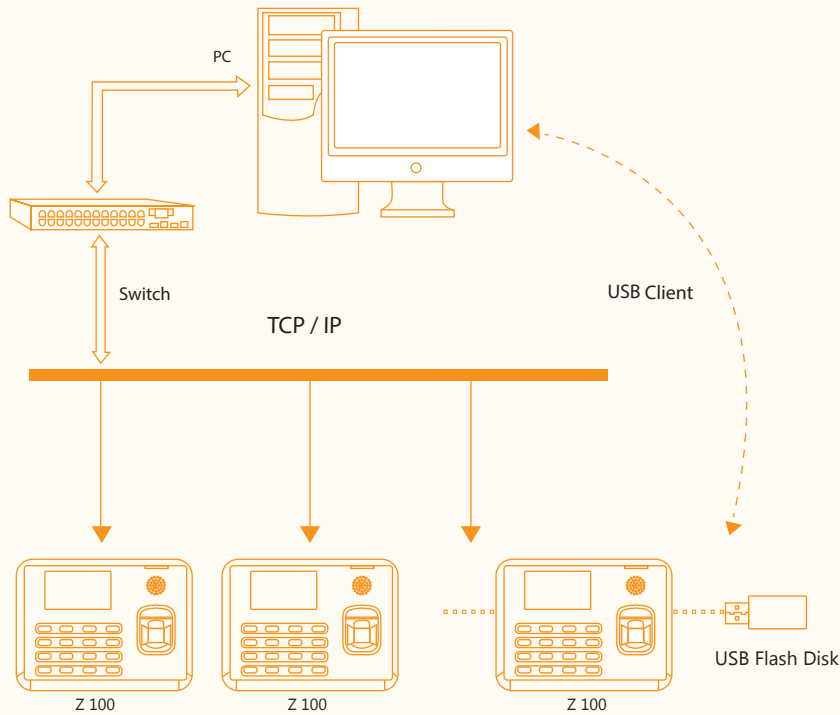 PC
Switch
USB Client
TCP / IP
USB Flash Disk
Z 100
Z 100
Z 100